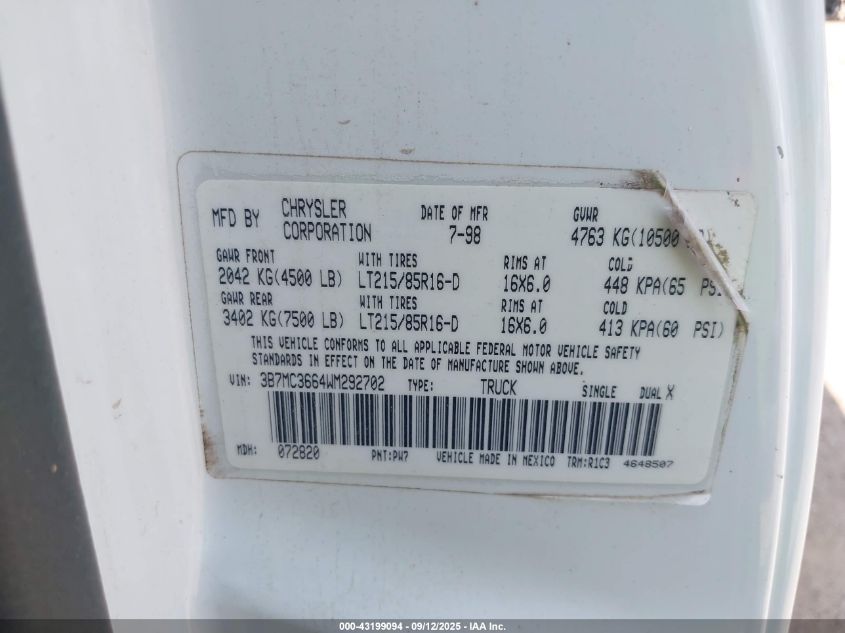 MFD BY CHRYSLER CORPORATION DATE OF MFR 7-98 GVWR 4763 KG(10500
GAWR FRONT WITH TIRES RIMS AT COLD
2042 KG(4500 LB) LT215/85R16-D 16X6.0 448 KPA(65 PSI
GAWR REAR WITH TIRES RIMS AT COLD
3402 KG(7500 LB) LT215/85R16-D 16X6.0 413 KPA(60 PSI)
THIS VEHICLE CONFORMS TO ALL APPLICABLE FEDERAL MOTOR VEHICLE SAFETY
STANDARDS IN EFFECT ON THE DATE OF MANUFACTURE SHOWN ABOVE.
VIN: 3B7MC3664WM292702 TYPE: TRUCK SINGLE DUAL X
MDH: 072820 PNT:PW7 VEHICLE MADE IN MEXICO TRM:R1C3 4648507
000-43199094 - 09/12/2025 - IAA Inc.